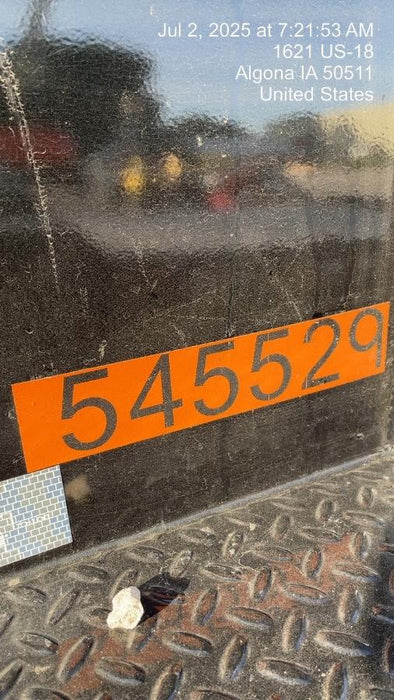 Jul 2, 2025 at 7:21:53 AM
1621 US-18
Algona IA 50511
United States
545529